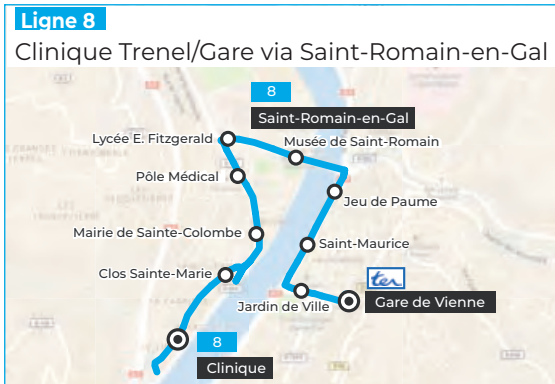 Ligne 8
Clinique Trenel/Gare via Saint-Romain-en-Gal
8
Saint-Romain-en-Gal
Lycée E. Fitzgerald
Musée de Saint-Romain
Pôle Médical
Jeu de Paume
Mairie de Sainte-Colombe
Saint-Maurice
Clos Sainte-Marie
ter
Jardin de Ville
Gare de Vienne
8
Clinique